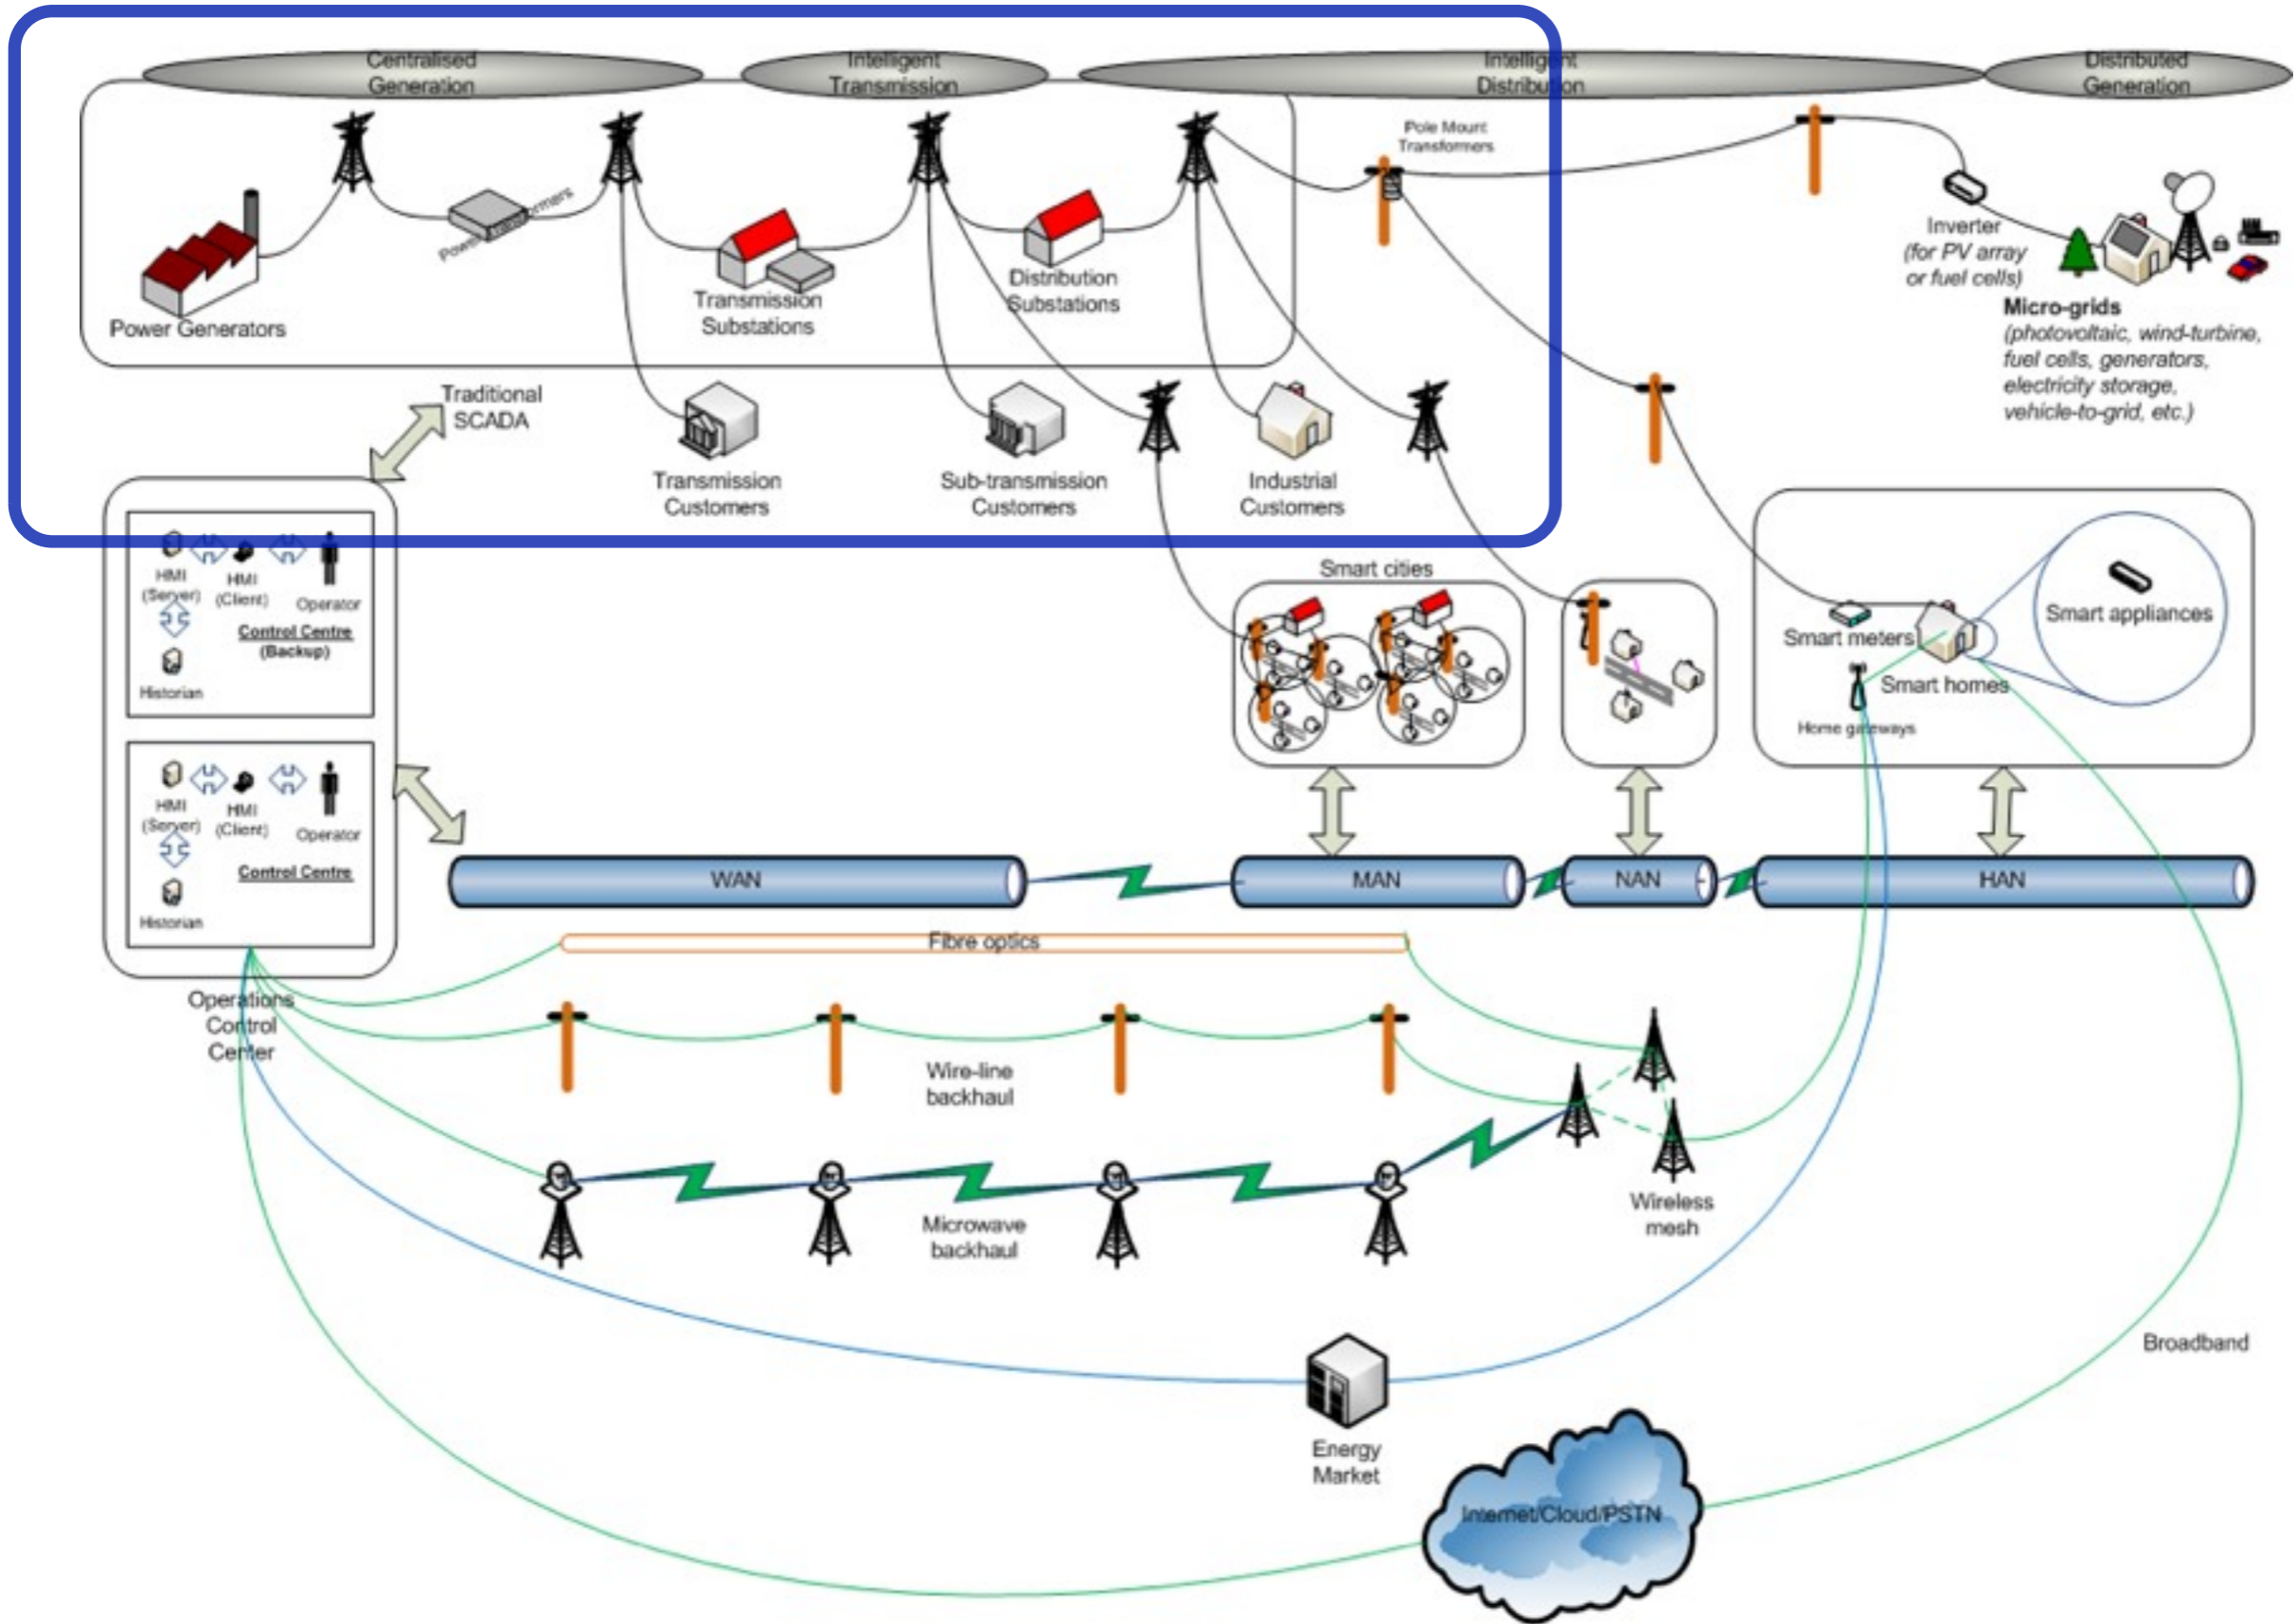 Centralised
Generation
Intelligent
Transmission
Intelligent
Distribution
Distributed
Generation
Pole Mount
Transformers
Power Transformers
Power Generators
Transmission
Substations
Distribution
Substations
Inverter
(for PV array
or fuel cells)
Micro-grids
(photovoltaic, wind-turbine,
fuel cells, generators,
electricity storage,
vehicle-to-grid, etc.)
Traditional
SCADA
Transmission
Customers
Sub-transmission
Customers
Industrial
Customers
HMI
(Server)
HMI
(Client)
Operator
Control Centre
(Backup)
Historian
Smart cities
Smart meters
Smart homes
Smart appliances
Home gateways
HMI
(Server)
HMI
(Client)
Operator
Control Centre
Historian
WAN
MAN
NAN
HAN
Fibre optics
Operations
Control
Center
Wire-line
backhaul
Microwave
backhaul
Wireless
mesh
Energy
Market
Broadband
Internet/Cloud/PSTN